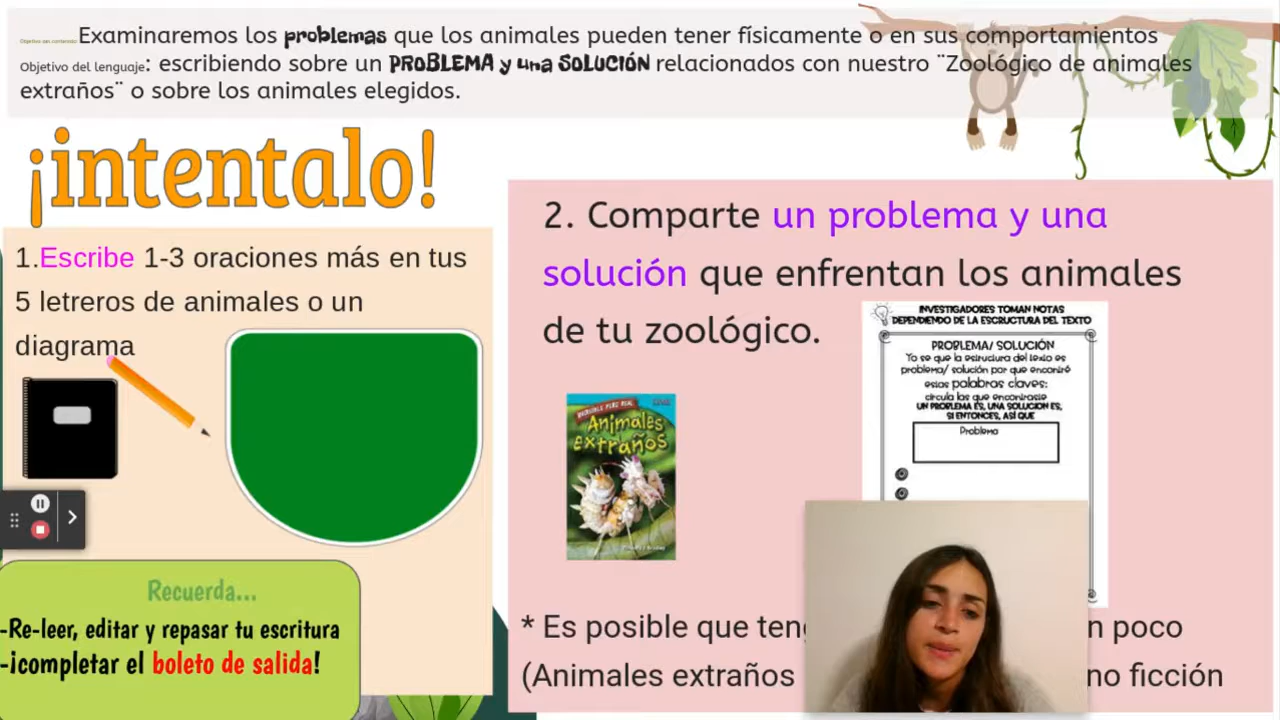 Objetivo del contenido: Examinaremos los problemas que los animales pueden tener físicamente o en sus comportamientos
Objetivo del lenguaje: escribiendo sobre un PROBLEMA y una SOLUCIÓN relacionados con nuestro ¨Zoológico de animales
extraños¨ o sobre los animales elegidos.
¡intentalo!
1.Escribe 1-3 oraciones más en tus
5 letreros de animales o un
diagrama
Recuerda...
-Re-leer, editar y repasar tu escritura
-¡completar el boleto de salida!
2. Comparte un problema y una
solución que enfrentan los animales
de tu zoológico.
Animales
extraños
INVESTIGADORES TOMAN NOTAS
DEPENDIENDO DE LA ESCRUCTURA DEL TEXTO
PROBLEMA/ SOLUCIÓN
Yo se que la estructura del texto es
problema/ solución por que encontré
estas palabras claves:
circula las que encontraste
UN PROBLEMA ES, UNA SOLUCION ES,
SI ENTONCES, ASÍ QUE
Problema
* Es posible que teng n poco
(Animales extraños no ficción